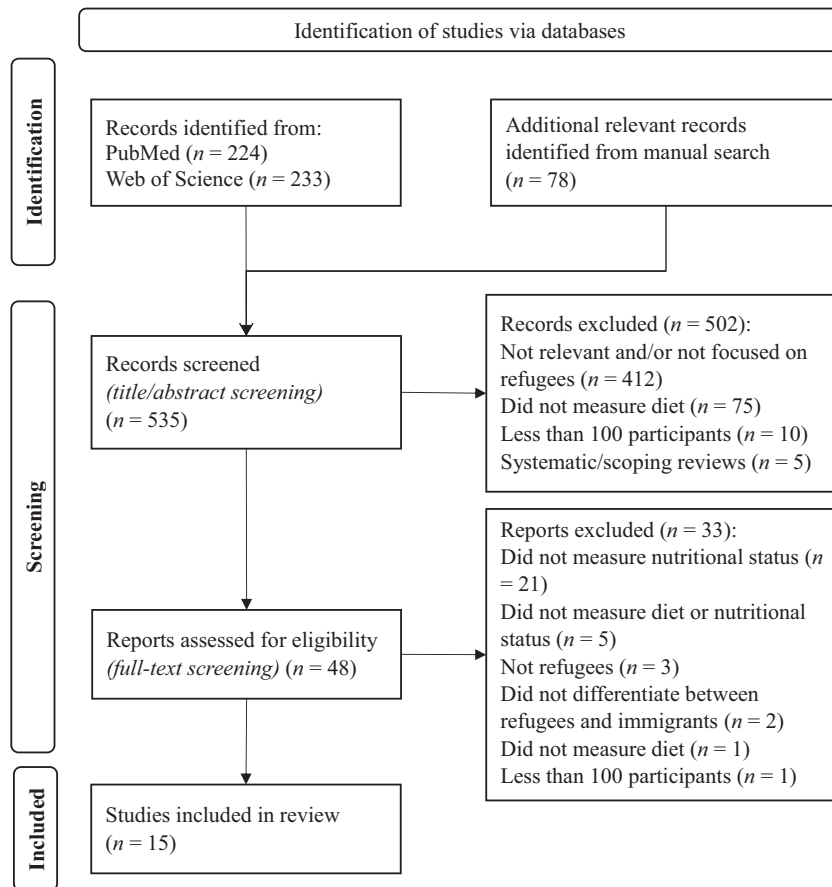 Identification of studies via databases
Identification
Records identified from:
PubMed (n = 224)
Web of Science (n = 233)
Additional relevant records
identified from manual search
(n = 78)
Screening
Records screened
(title/abstract screening)
(n = 535)
Records excluded (n = 502):
Not relevant and/or not focused on
refugees (n = 412)
Did not measure diet (n = 75)
Less than 100 participants (n = 10)
Systematic/scoping reviews (n = 5)
Reports assessed for eligibility
(full-text screening) (n = 48)
Reports excluded (n = 33):
Did not measure nutritional status (n
= 21)
Did not measure diet or nutritional
status (n = 5)
Not refugees (n = 3)
Did not differentiate between
refugees and immigrants (n = 2)
Did not measure diet (n = 1)
Less than 100 participants (n = 1)
Included
Studies included in review
(n = 15)